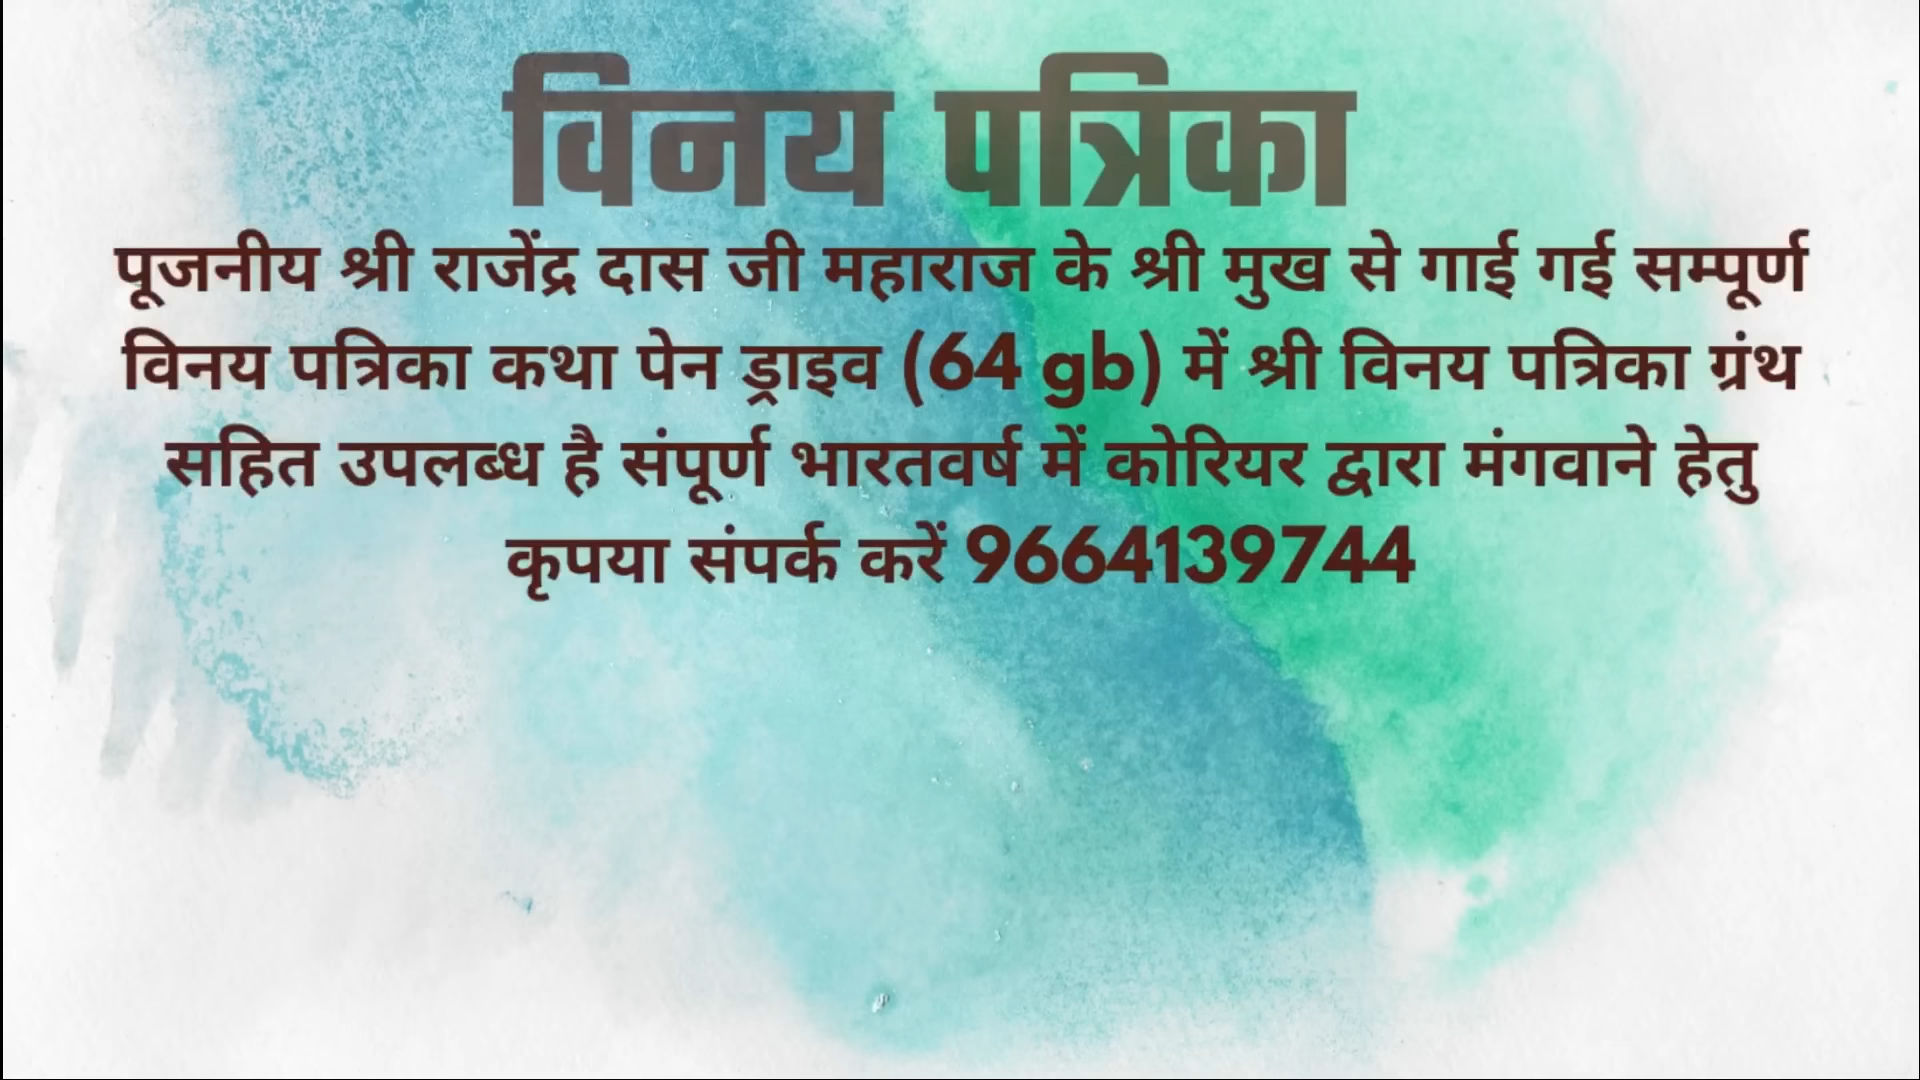 विनय पत्रिका
पूजनीय श्री राजेंद्र दास जी महाराज के श्री मुख से गाई गई सम्पूर्ण
विनय पत्रिका कथा पेन ड्राइव (64 gb) में श्री विनय पत्रिका ग्रंथ
सहित उपलब्ध है संपूर्ण भारतवर्ष में कोरियर द्वारा मंगवाने हेतु
कृपया संपर्क करें 9664139744